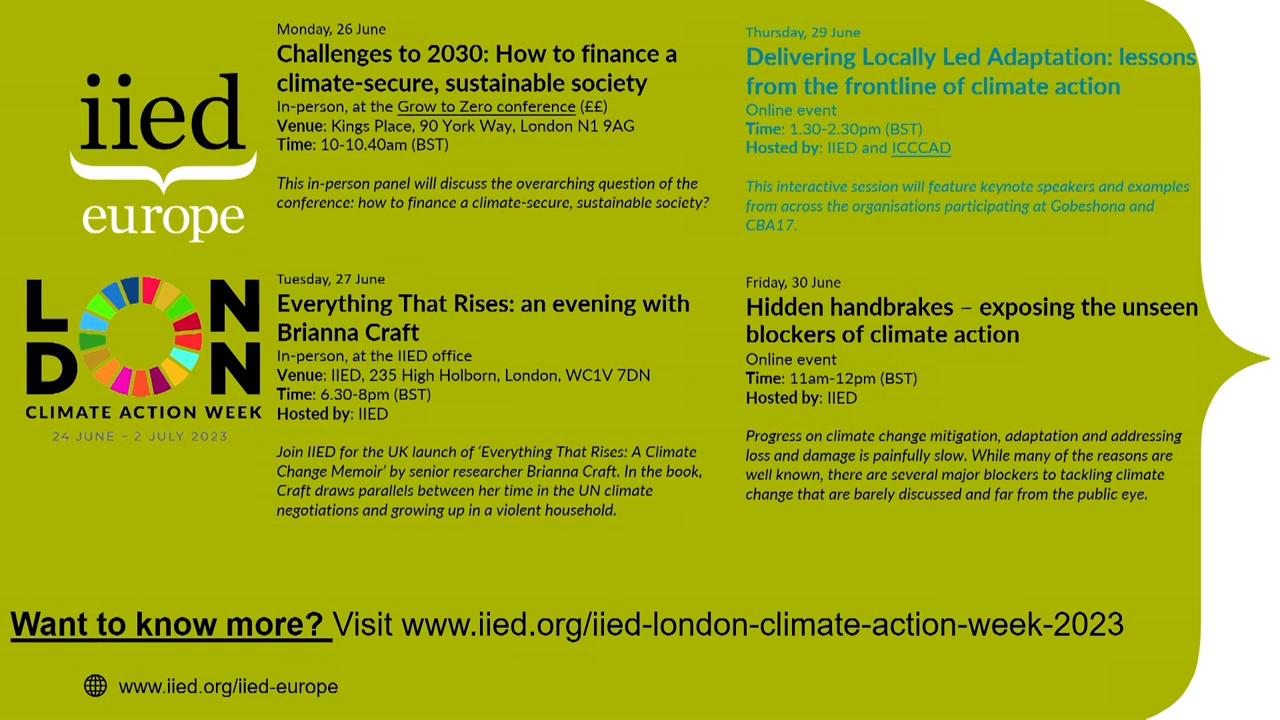 iied
europe
L N
D N
CLIMATE ACTION WEEK
24 JUNE – 2 JULY 2023
Monday, 26 June
Challenges to 2030: How to finance a
climate-secure, sustainable society
In-person, at the Grow to Zero conference (££)
Venue: Kings Place, 90 York Way, London N1 9AG
Time: 10-10.40am (BST)
This in-person panel will discuss the overarching question of the
conference: how to finance a climate-secure, sustainable society?
Tuesday, 27 June
Everything That Rises: an evening with
Brianna Craft
In-person, at the IIED office
Venue: IIED, 235 High Holborn, London, WC1V 7DN
Time: 6.30-8pm (BST)
Hosted by: IIED
Join IIED for the UK launch of ‘Everything That Rises: A Climate
Change Memoir’ by senior researcher Brianna Craft. In the book,
Craft draws parallels between her time in the UN climate
negotiations and growing up in a violent household.
Thursday, 29 June
Delivering Locally Led Adaptation: lessons
from the frontline of climate action
Online event
Time: 1.30-2.30pm (BST)
Hosted by: IIED and ICCCAD
This interactive session will feature keynote speakers and examples
from across the organisations participating at Gobeshona and
CBA17.
Friday, 30 June
Hidden handbrakes – exposing the unseen
blockers of climate action
Online event
Time: 11am-12pm (BST)
Hosted by: IIED
Progress on climate change mitigation, adaptation and addressing
loss and damage is painfully slow. While many of the reasons are
well known, there are several major blockers to tackling climate
change that are barely discussed and far from the public eye.
Want to know more? Visit www.iied.org/iied-london-climate-action-week-2023
www.iied.org/iied-europe